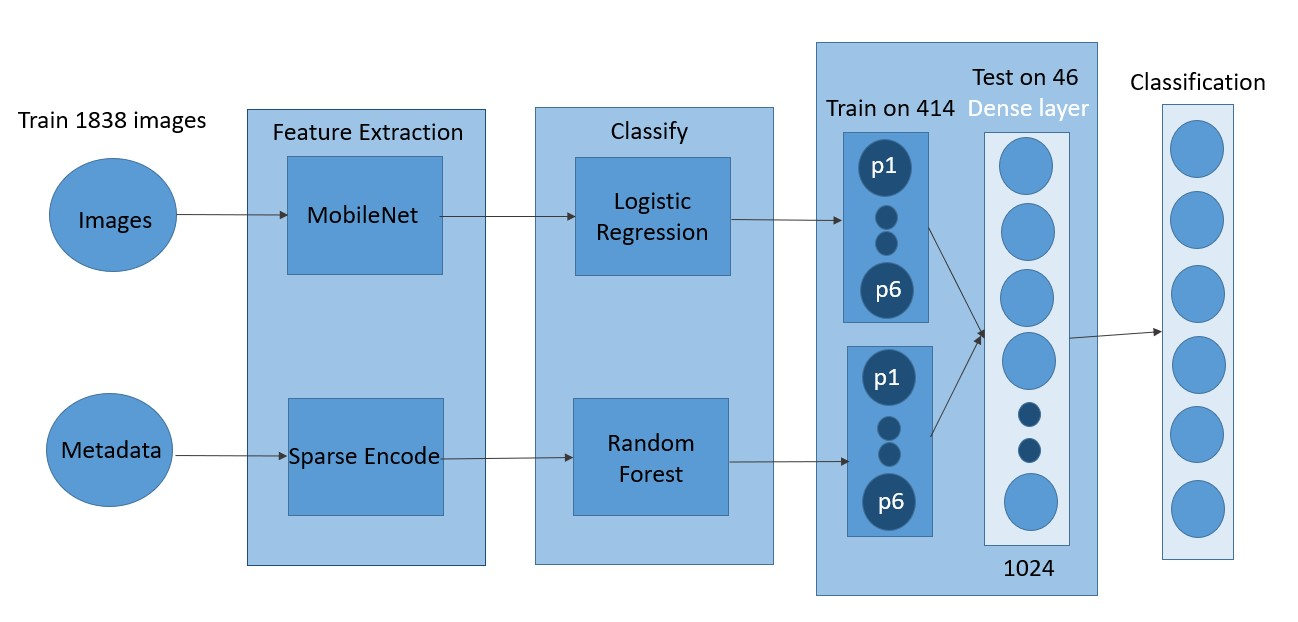 Train 1838 images
Images
Metadata
Feature Extraction
MobileNet
Sparse Encode
Classify
Logistic
Regression
Random
Forest
Train on 414
p1
p6
p1
p6
Test on 46
Dense layer
1024
Classification